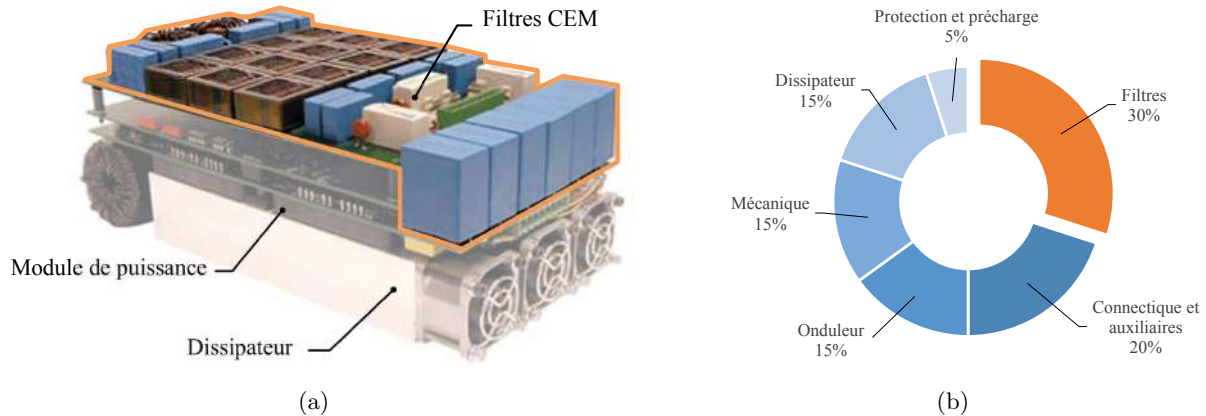 Filtres CEM
Module de puissance
Dissipateur
(a)
Protection et précharge
5%
Dissipateur
15%
Filtres
30%
Mécanique
15%
Onduleur
15%
Connectique et
auxiliaires
20%
(b)